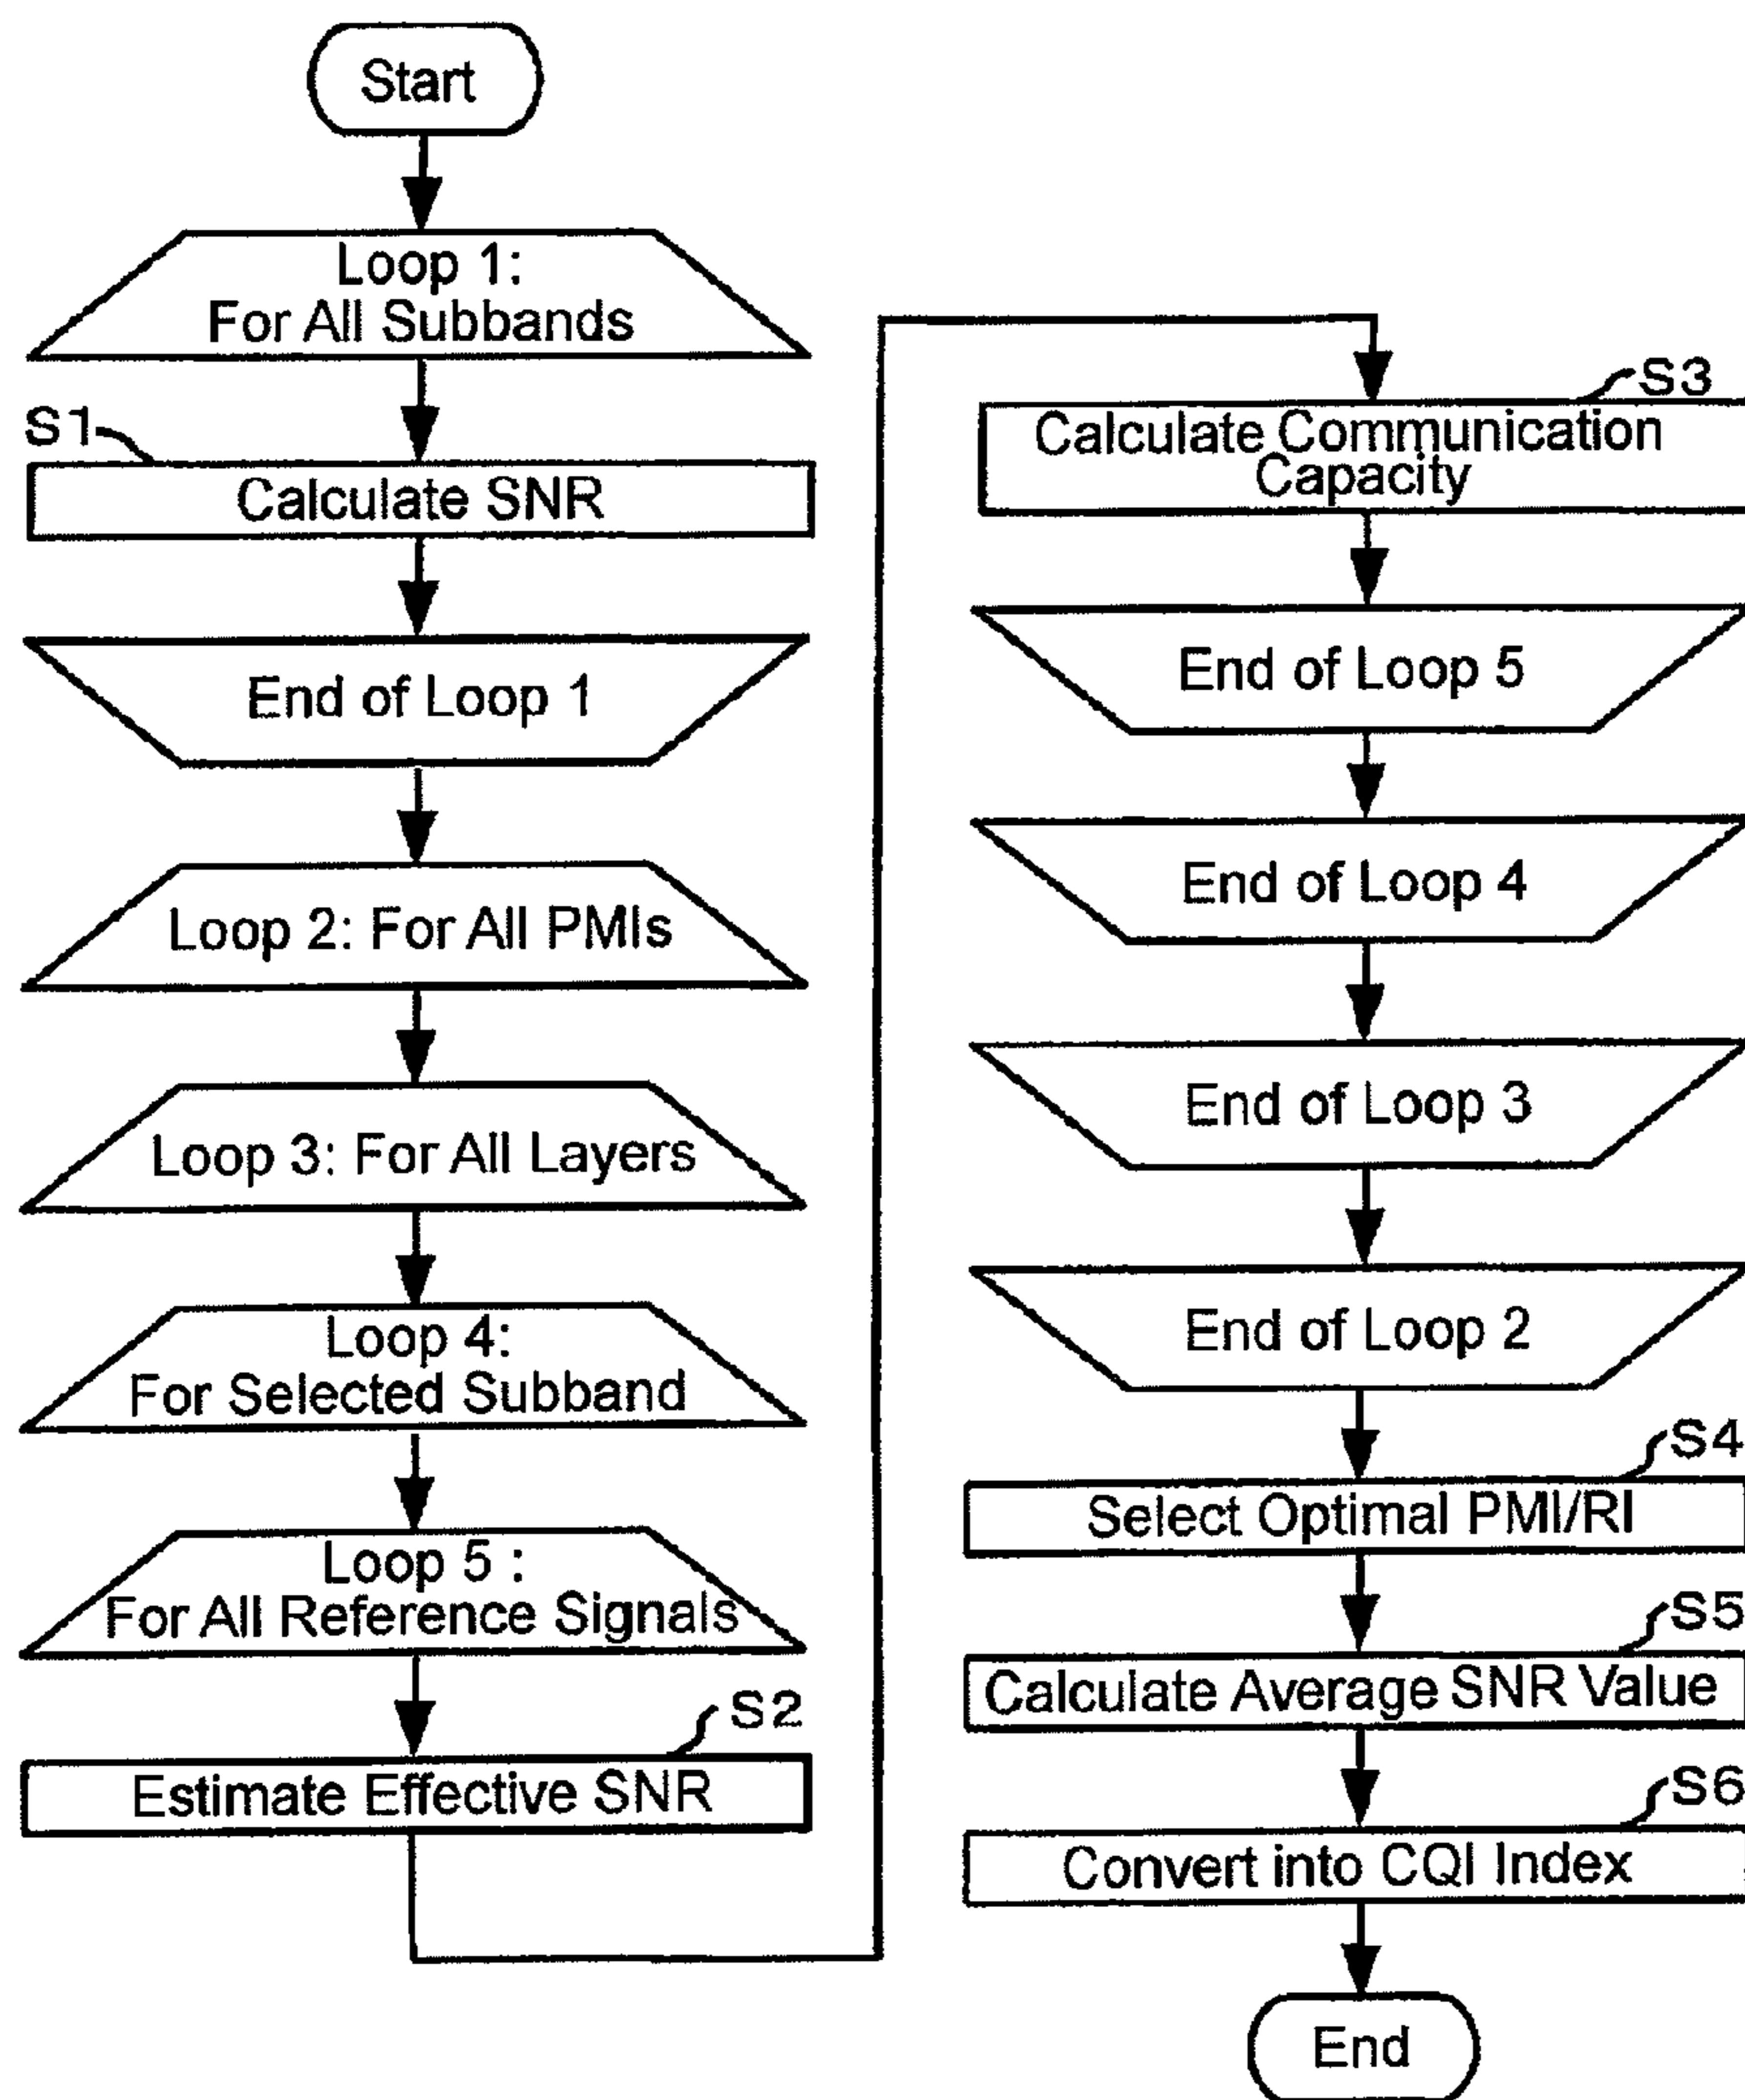 Start
Loop 1:
For All Subbands
S1
Calculate SNR
End of Loop 1
Loop 2: For All PMIs
Loop 3: For All Layers
Loop 4:
For Selected Subband
Loop 5 :
For All Reference Signals
S2
Estimate Effective SNR
S3
Calculate Communication
Capacity
End of Loop 5
End of Loop 4
End of Loop 3
End of Loop 2
S4
Select Optimal PMI/RI
S5
Calculate Average SNR Value
S6
Convert into CQI Index
End